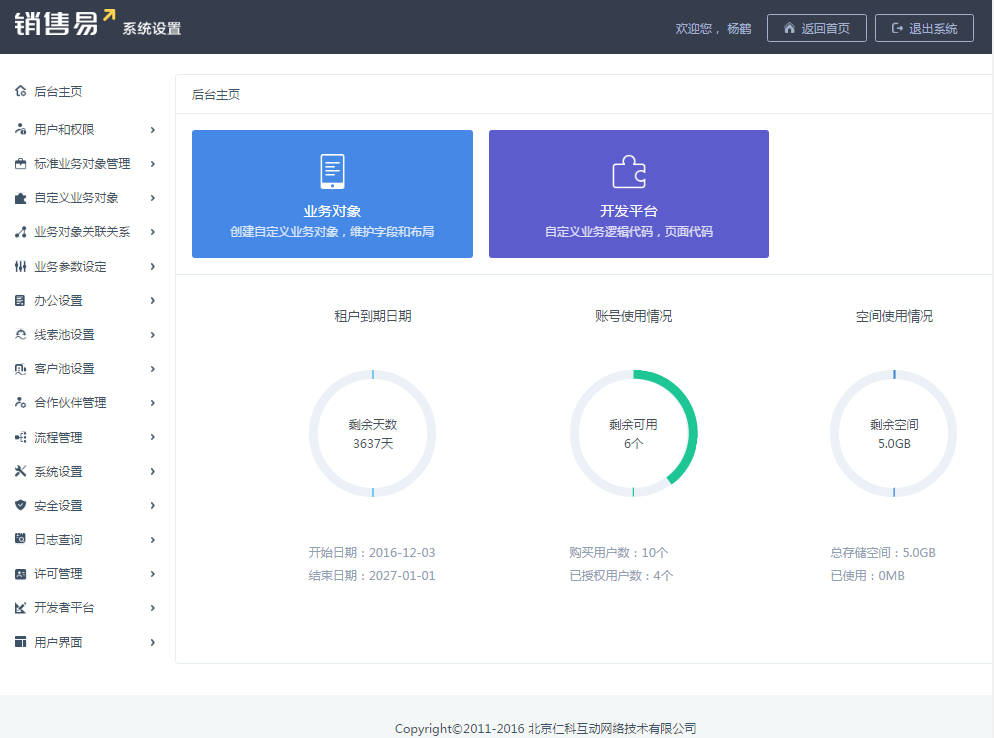 销售易 系统设置
欢迎您， 杨鹤 返回首页 退出系统
后台主页
用户和权限
标准业务对象管理
自定义业务对象
业务对象关联关系
业务参数设定
办公设置
线索池设置
客户池设置
合作伙伴管理
流程管理
系统设置
安全设置
日志查询
许可管理
开发者平台
用户界面
后台主页
业务对象
创建自定义业务对象，维护字段和布局
开发平台
自定义业务逻辑代码，页面代码
租户到期日期
剩余天数
3637天
开始日期：2016-12-03
结束日期：2027-01-01
账号使用情况
剩余可用
6个
购买用户数：10个
已授权用户数：4个
空间使用情况
剩余空间
5.0GB
总存储空间：5.0GB
已使用：0MB
Copyright©2011-2016 北京仁科互动网络技术有限公司